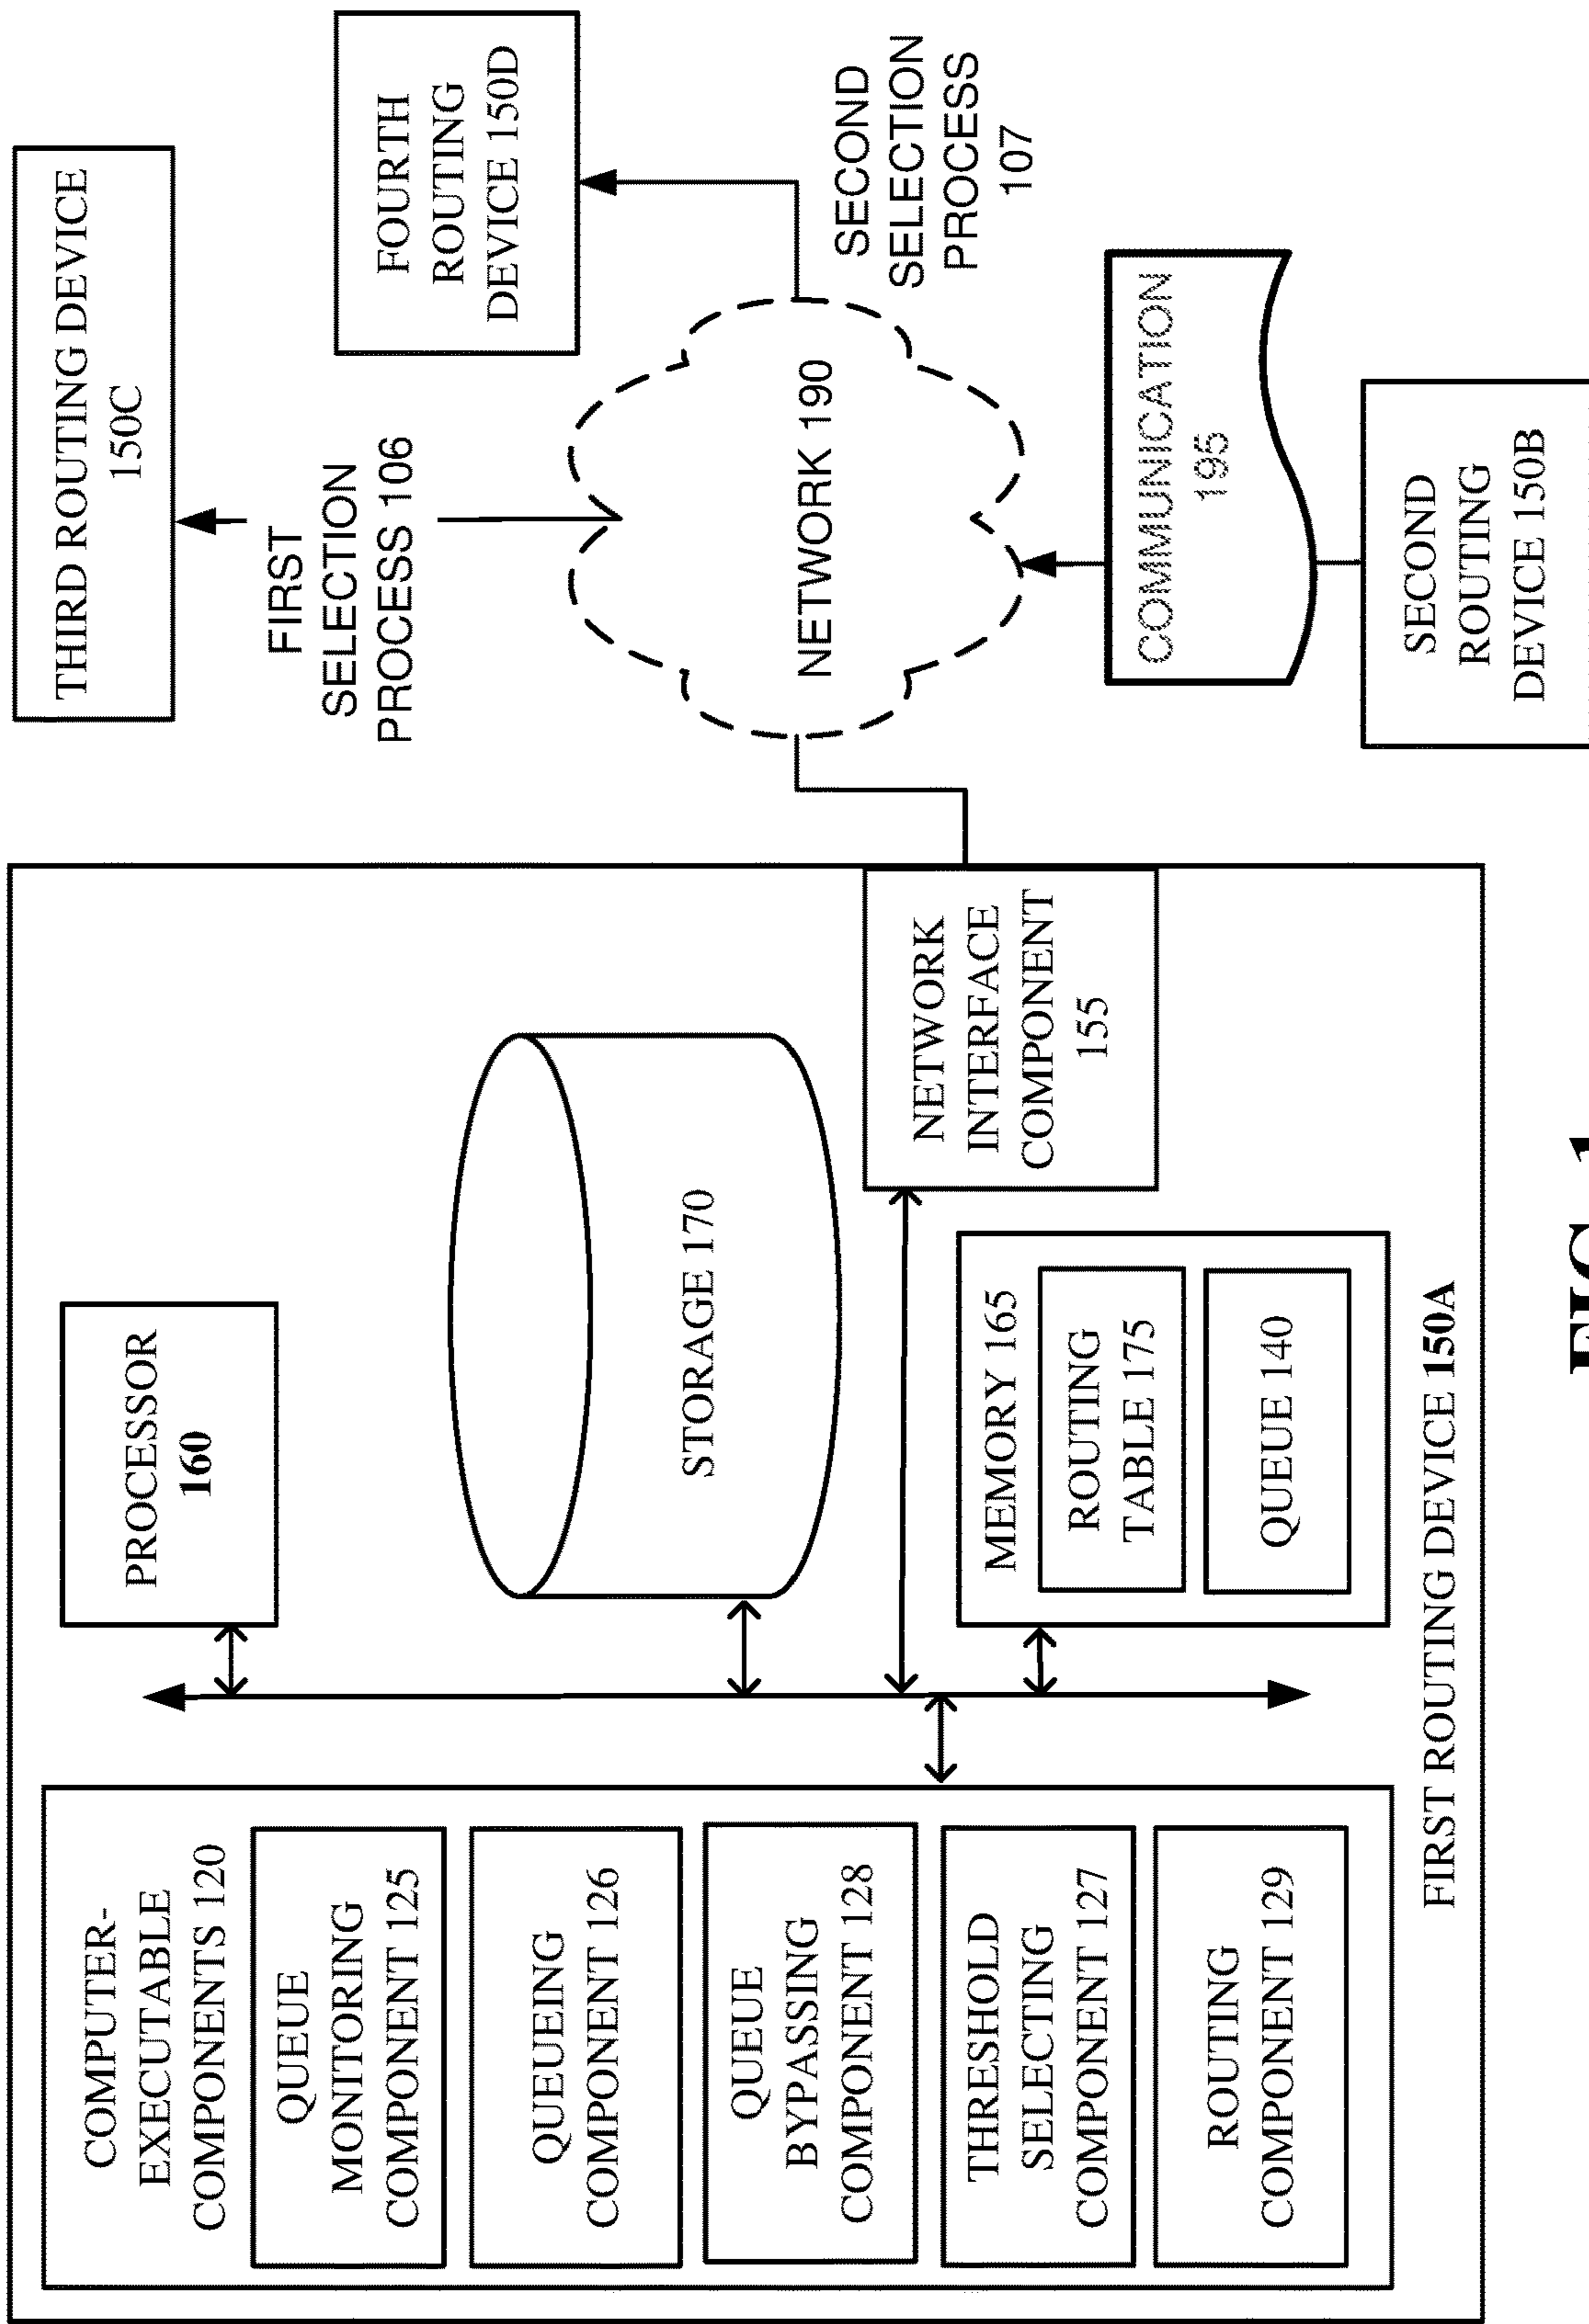 COMPUTER-
EXECUTABLE
COMPONENTS 120
QUEUE
MONITORING
COMPONENT 125
QUEUEING
COMPONENT 126
QUEUE
BYPASSING
COMPONENT 128
THRESHOLD
SELECTING
COMPONENT 127
ROUTING
COMPONENT 129
PROCESSOR
160
STORAGE 170
MEMORY 165
ROUTING
TABLE 175
QUEUE 140
NETWORK
INTERFACE
COMPONENT
155
FIRST ROUTING DEVICE 150A
THIRD ROUTING DEVICE
150C
FIRST
SELECTION
PROCESS 106
FOURTH
ROUTING
DEVICE 150D
NETWORK 190
SECOND
SELECTION
PROCESS
107
COMMUNICATION
195
SECOND
ROUTING
DEVICE 150B
FIG. 1